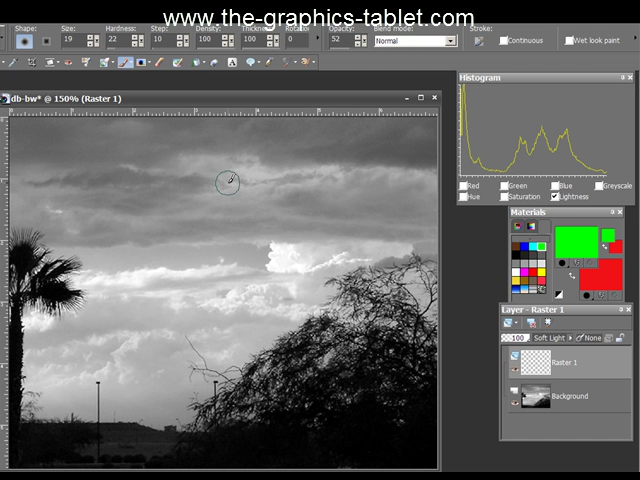 www.the-graphics-tablet.com
Shape: Size: Hardness: Step: Density: Thickness: Rotation: Opacity: Blend mode: Stroke:
19 22 10 100 100 0 52 Normal Continuous Wet look paint
db-bw* @ 150% (Raster 1)
Histogram
Red Green Blue Greyscale
Hue Saturation Lightness
Materials
Layer - Raster 1
100 Soft Light None
Raster 1
Background